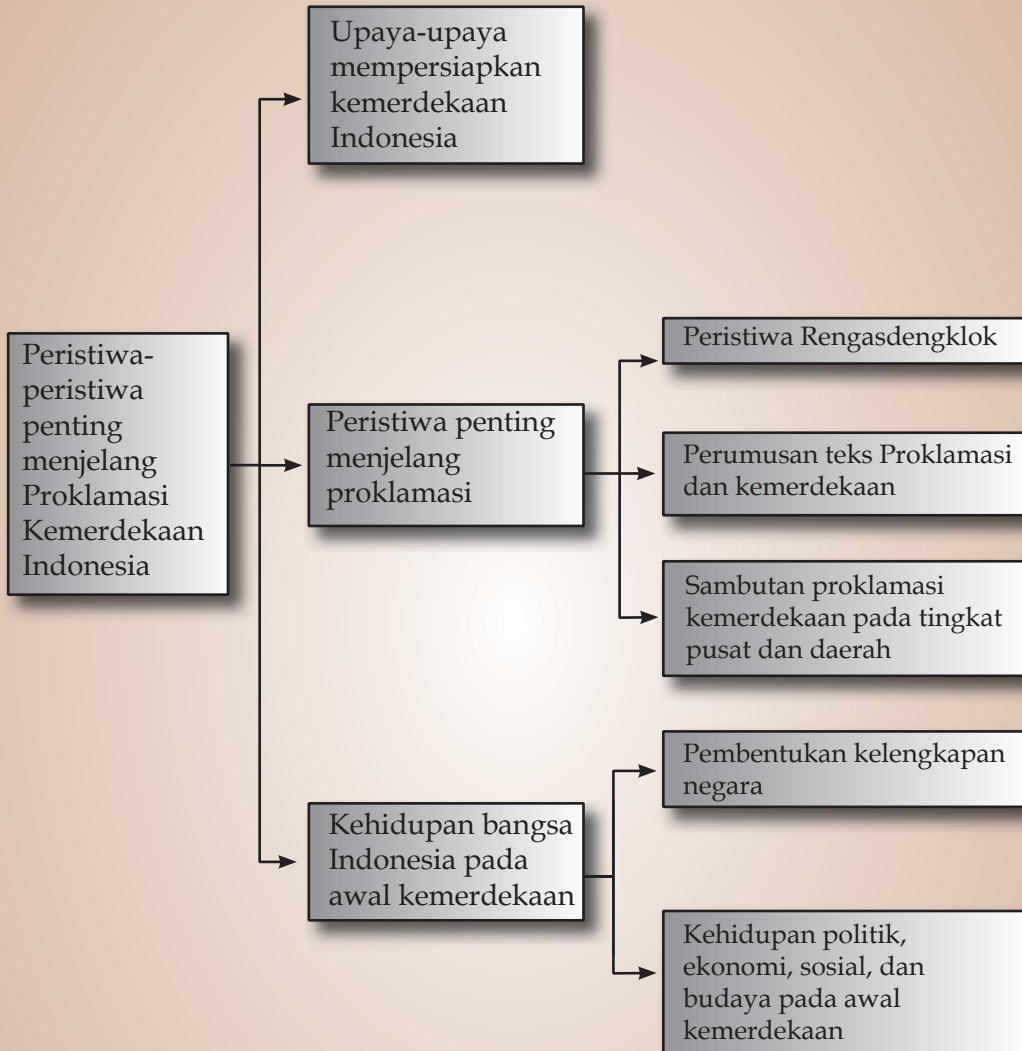 Upaya-upaya
mempersiapkan
kemerdekaan
Indonesia
Peristiwa-
peristiwa
penting
menjelang
Proklamasi
Kemerdekaan
Indonesia
Peristiwa penting
menjelang
proklamasi
Peristiwa Rengasdengklok
Perumusan teks Proklamasi
dan kemerdekaan
Sambutan proklamasi
kemerdekaan pada tingkat
pusat dan daerah
Kehidupan bangsa
Indonesia pada
awal kemerdekaan
Pembentukan kelengkapan
negara
Kehidupan politik,
ekonomi, sosial, dan
budaya pada awal
kemerdekaan